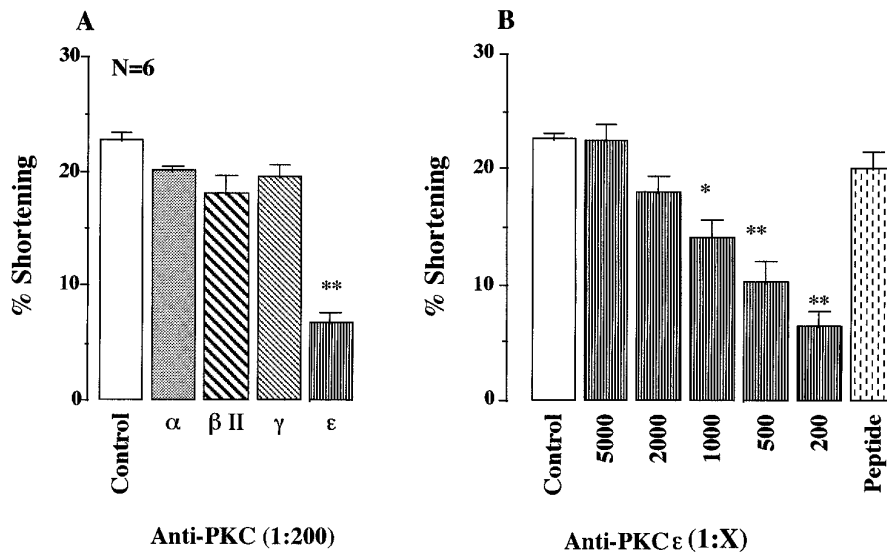 A
N=6
% Shortening
30
20
10
0
**
Control
α
β II
γ
ε
Anti-PKC (1:200)
B
% Shortening
30
20
10
0
*
**
**
Control
5000
2000
1000
500
200
Peptide
Anti-PKC ε (1:X)